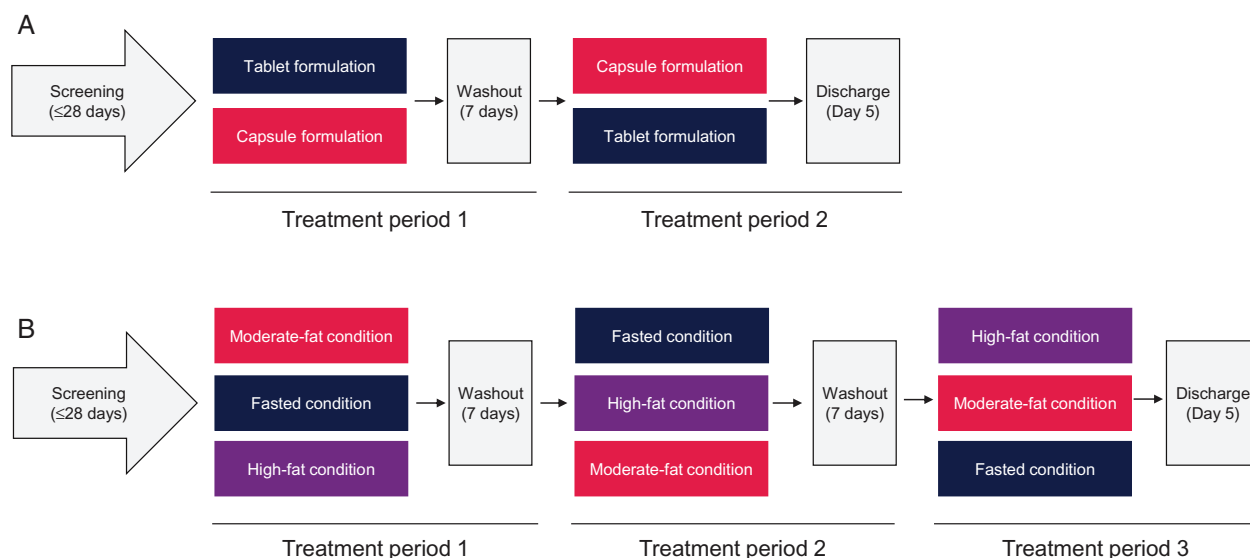 A
Screening
(≤28 days)
Tablet formulation
Capsule formulation
Washout
(7 days)
Capsule formulation
Tablet formulation
Discharge
(Day 5)
Treatment period 1
Treatment period 2
B
Screening
(≤28 days)
Moderate-fat condition
Fasted condition
High-fat condition
Washout
(7 days)
Fasted condition
High-fat condition
Moderate-fat condition
Washout
(7 days)
High-fat condition
Moderate-fat condition
Fasted condition
Discharge
(Day 5)
Treatment period 1
Treatment period 2
Treatment period 3